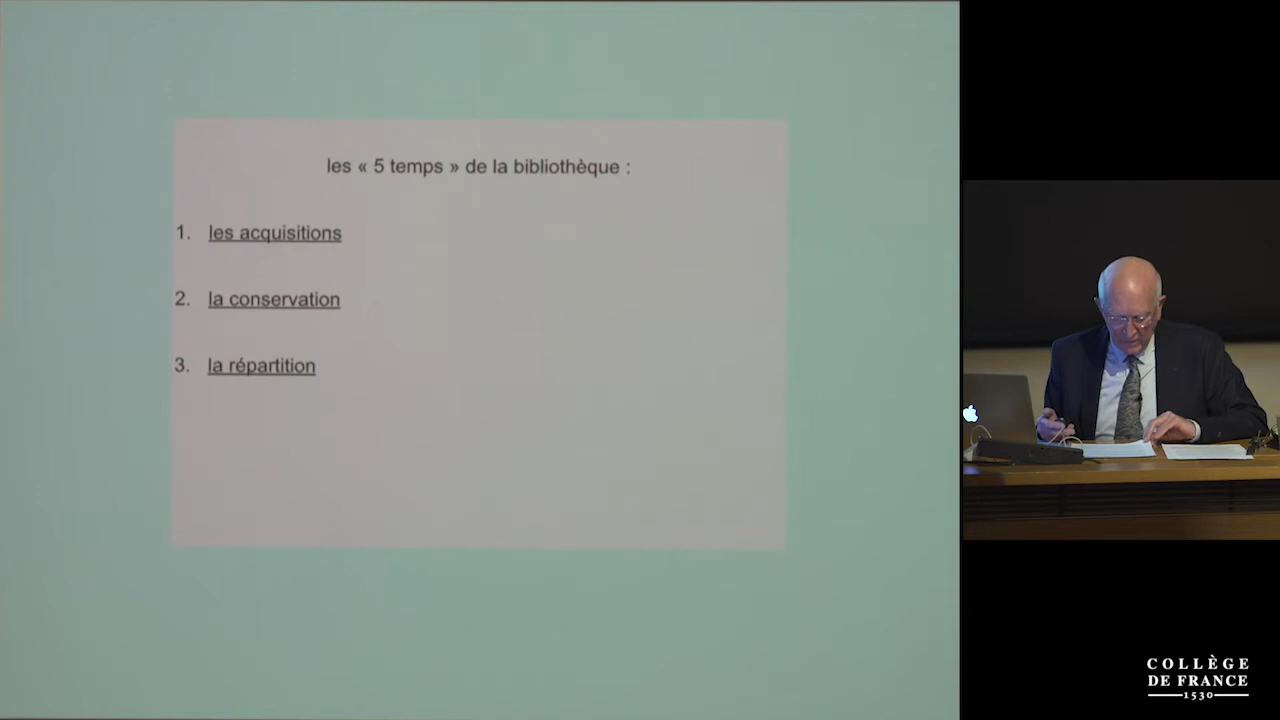 les « 5 temps » de la bibliothèque :
1. les acquisitions
2. la conservation
3. la répartition
COLLÈGE
DE FRANCE
1530